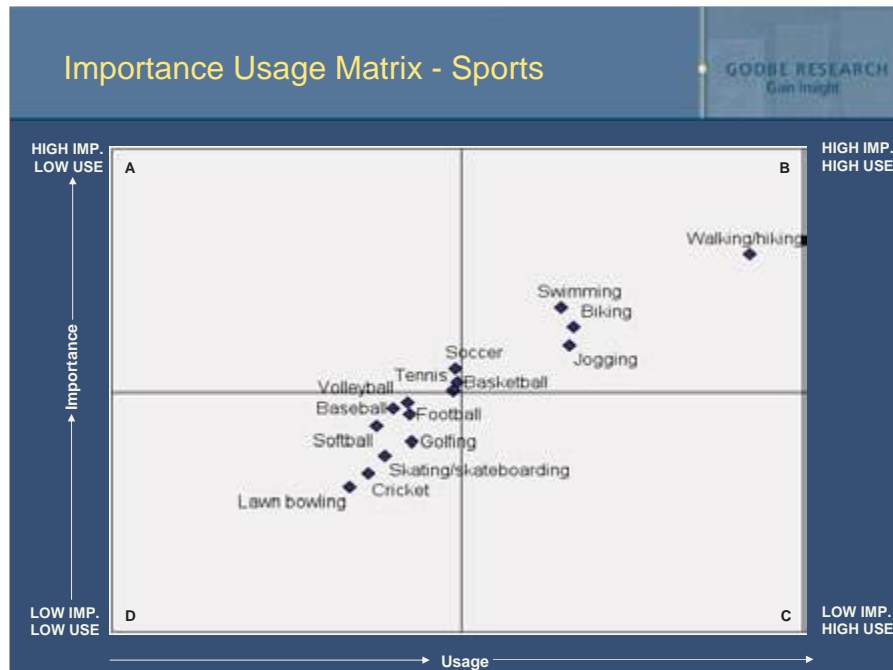 Importance Usage Matrix - Sports
GODBE RESEARCH
Gain Insight
HIGH IMP.
LOW USE
A
B
HIGH IMP.
HIGH USE
Walking/hiking
Swimming
Biking
Jogging
Soccer
Tennis
Basketball
Volleyball
Baseball
Football
Softball
Golfing
Skating/skateboarding
Cricket
Lawn bowling
Importance
LOW IMP.
LOW USE
D
C
LOW IMP.
HIGH USE
Usage